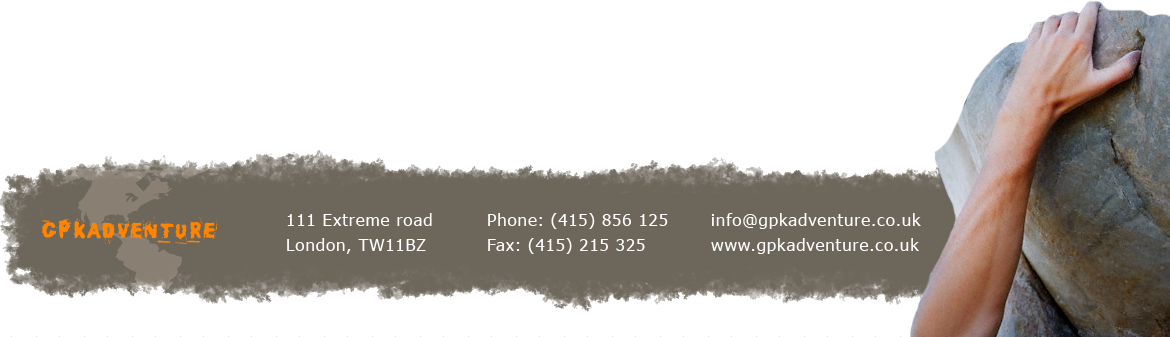 GPKADVENTURE
111 Extreme road
London, TW11BZ
Phone: (415) 856 125
Fax: (415) 215 325
info@gpkadventure.co.uk
www.gpkadventure.co.uk